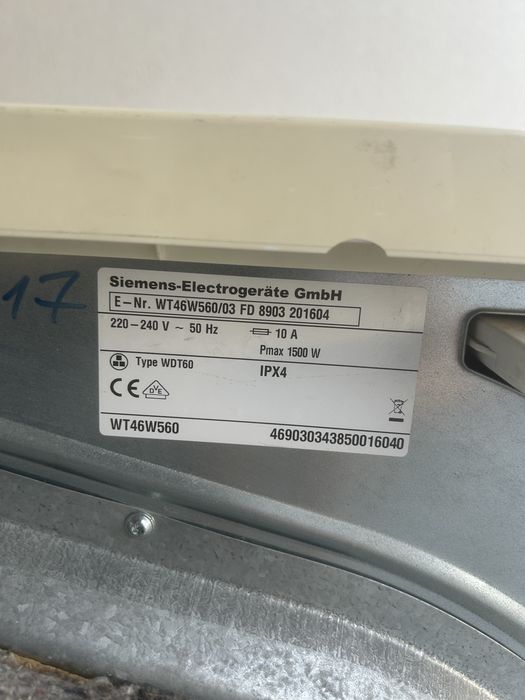 17
Siemens-Electrogeräte GmbH
E-Nr. WT46W560/03 FD 8903 201604
220-240 V ~ 50 Hz 10 A
Pmax 1500 W
Type WDT60 IPX4
CE DVE
WT46W560 469030343850016040